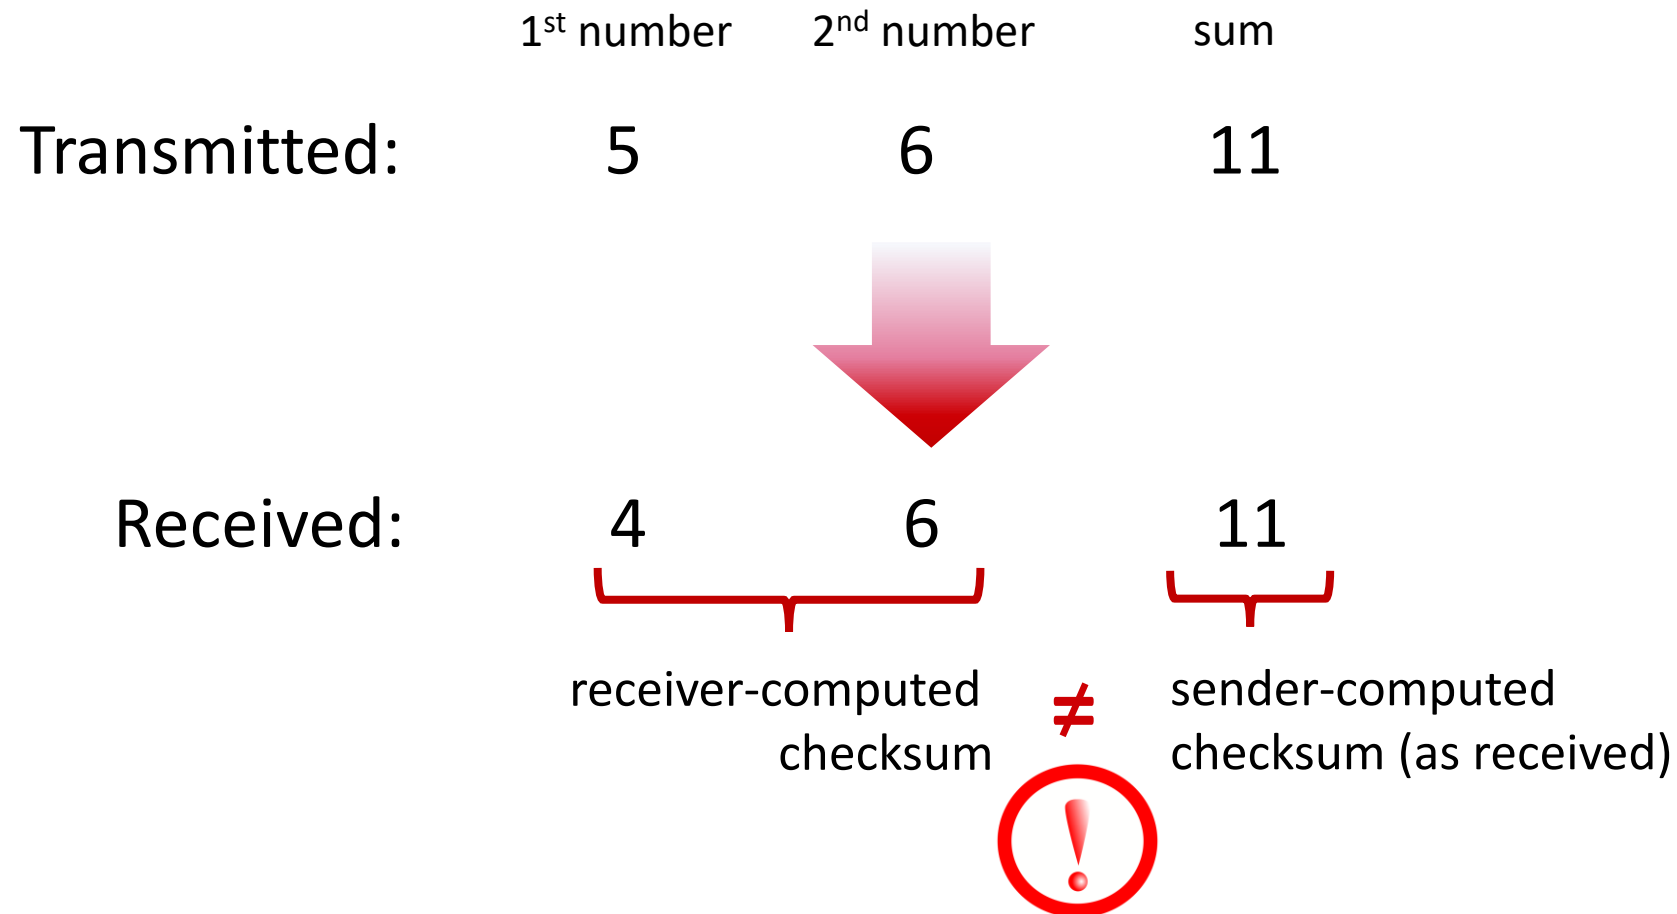 1st number 2nd number sum
Transmitted: 5 6 11
Received: 4 6 11
receiver-computed ≠ sender-computed
checksum checksum (as received)
!